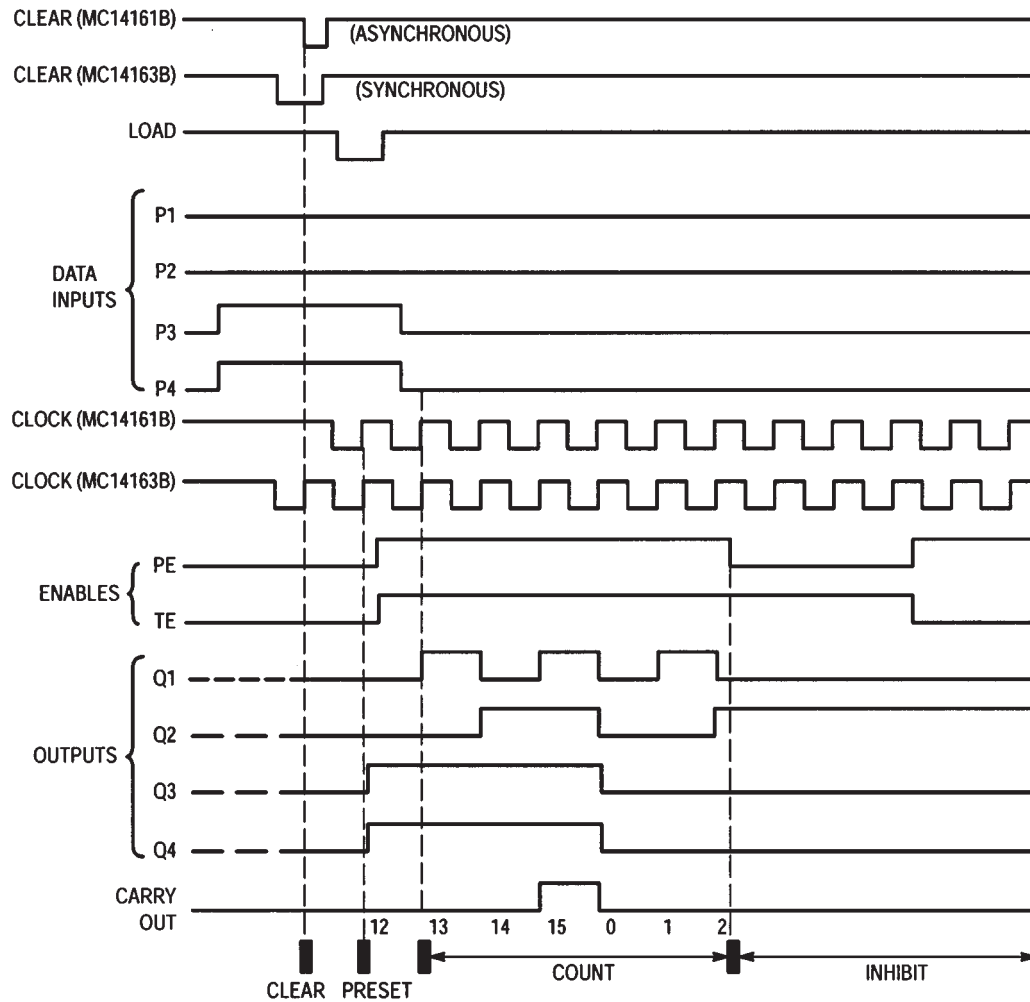 CLEAR (MC14161B)
(ASYNCHRONOUS)
CLEAR (MC14163B)
(SYNCHRONOUS)
LOAD
P1
DATA
INPUTS
P2
P3
P4
CLOCK (MC14161B)
CLOCK (MC14163B)
PE
ENABLES
TE
Q1
Q2
OUTPUTS
Q3
Q4
CARRY
OUT
12 13 14 15 0 1 2
COUNT INHIBIT
CLEAR PRESET